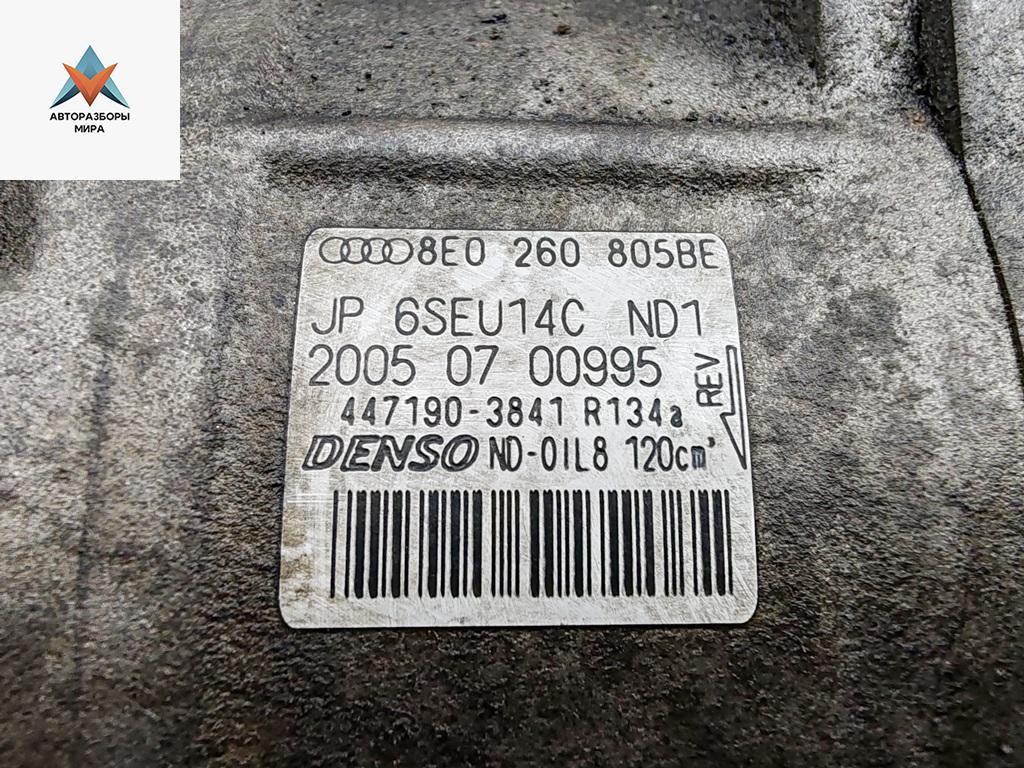 АВТОРАЗБОРЫ
МИРА
8E0 260 805BE
JP 6SEU14C ND1
2005 07 00995
447190-3841 R134a
REV
DENSO ND-OIL8 120cm³